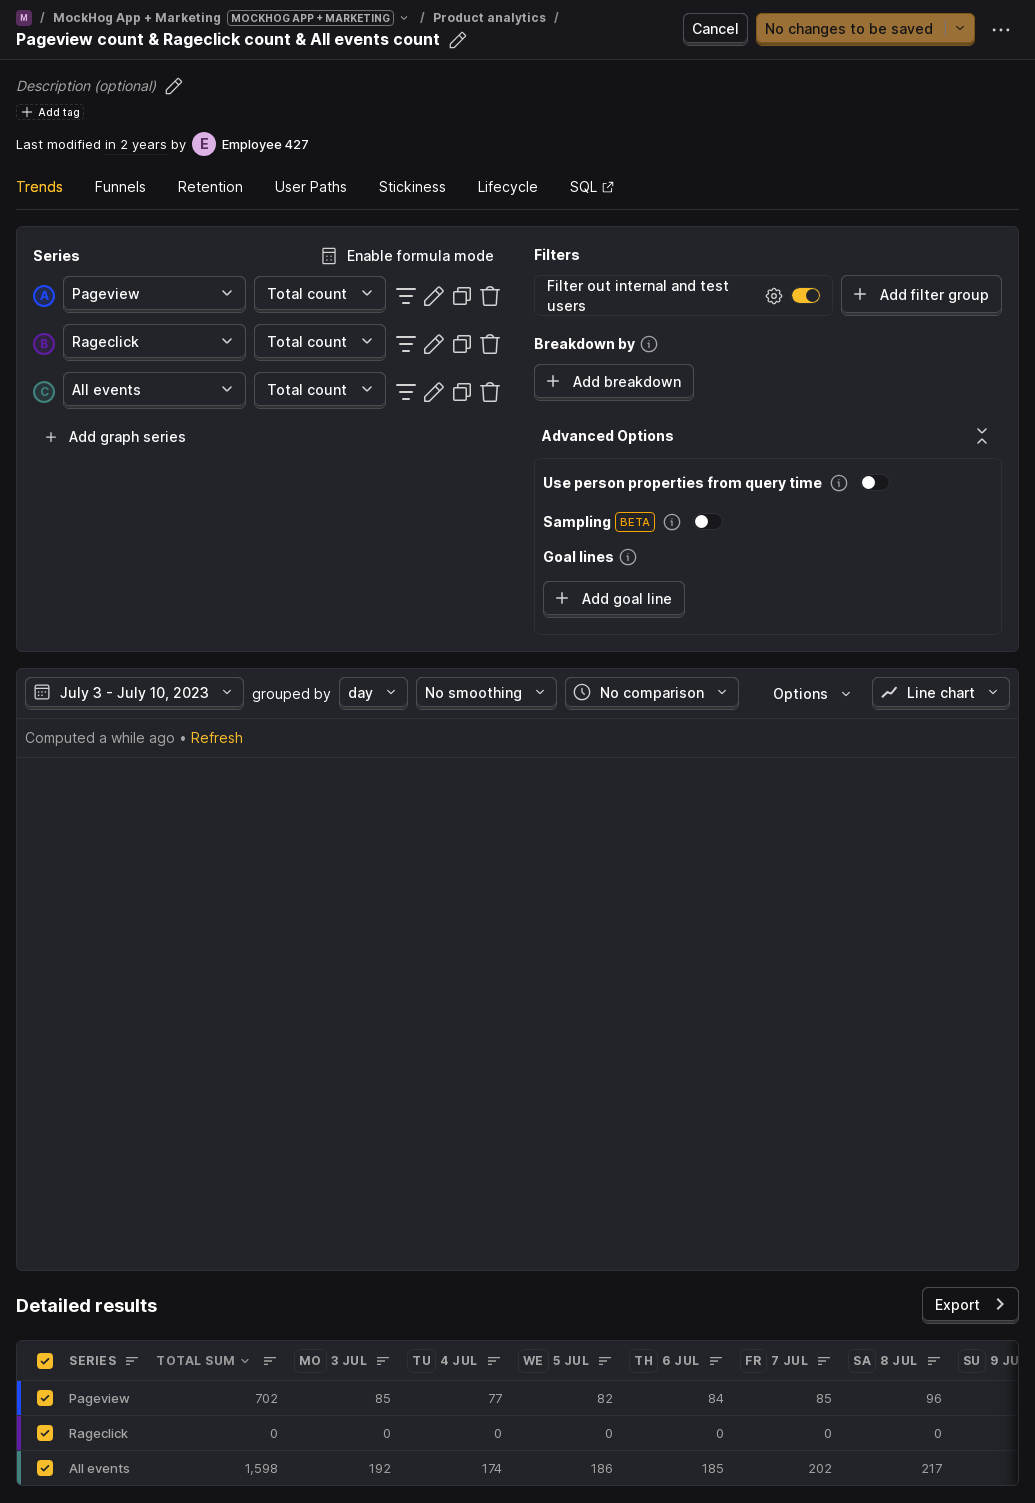 M / MockHog App + Marketing MOCKHOG APP + MARKETING / Product analytics /
Pageview count & Rageclick count & All events count
Cancel
No changes to be saved
Description (optional)
Add tag
Last modified in 2 years by E Employee 427
Trends Funnels Retention User Paths Stickiness Lifecycle SQL
Series
Enable formula mode
A Pageview Total count
B Rageclick Total count
C All events Total count
Add graph series
Filters
Filter out internal and test
users
Add filter group
Breakdown by
Add breakdown
Advanced Options
Use person properties from query time
Sampling BETA
Goal lines
Add goal line
July 3 - July 10, 2023 grouped by day No smoothing No comparison Options Line chart
Computed a while ago • Refresh
Detailed results
Export
SERIES TOTAL SUM MO 3 JUL TU 4 JUL WE 5 JUL TH 6 JUL FR 7 JUL SA 8 JUL SU 9 JU
Pageview 702 85 77 82 84 85 96
Rageclick 0 0 0 0 0 0 0
All events 1,598 192 174 186 185 202 217